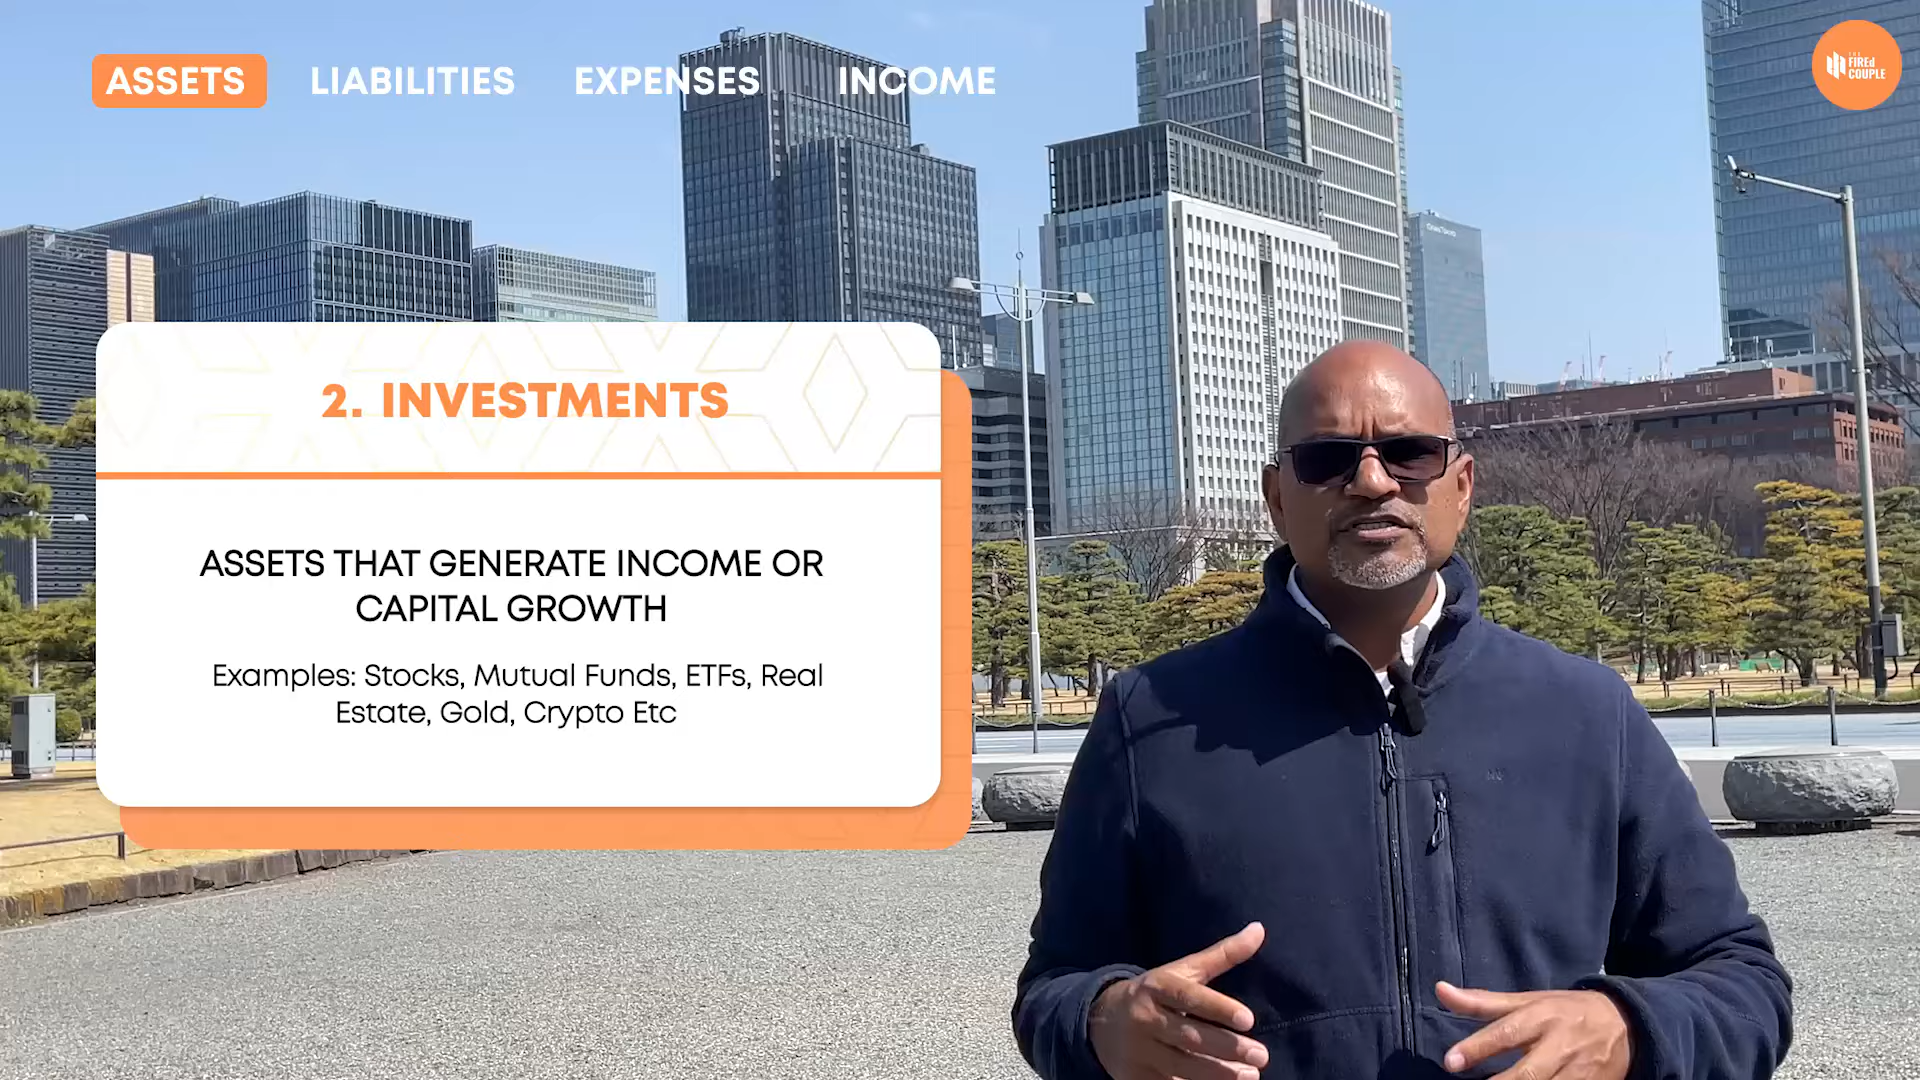 ASSETS LIABILITIES EXPENSES INCOME
THE
FIREd
COUPLE
2. INVESTMENTS
ASSETS THAT GENERATE INCOME OR
CAPITAL GROWTH
Examples: Stocks, Mutual Funds, ETFs, Real
Estate, Gold, Crypto Etc